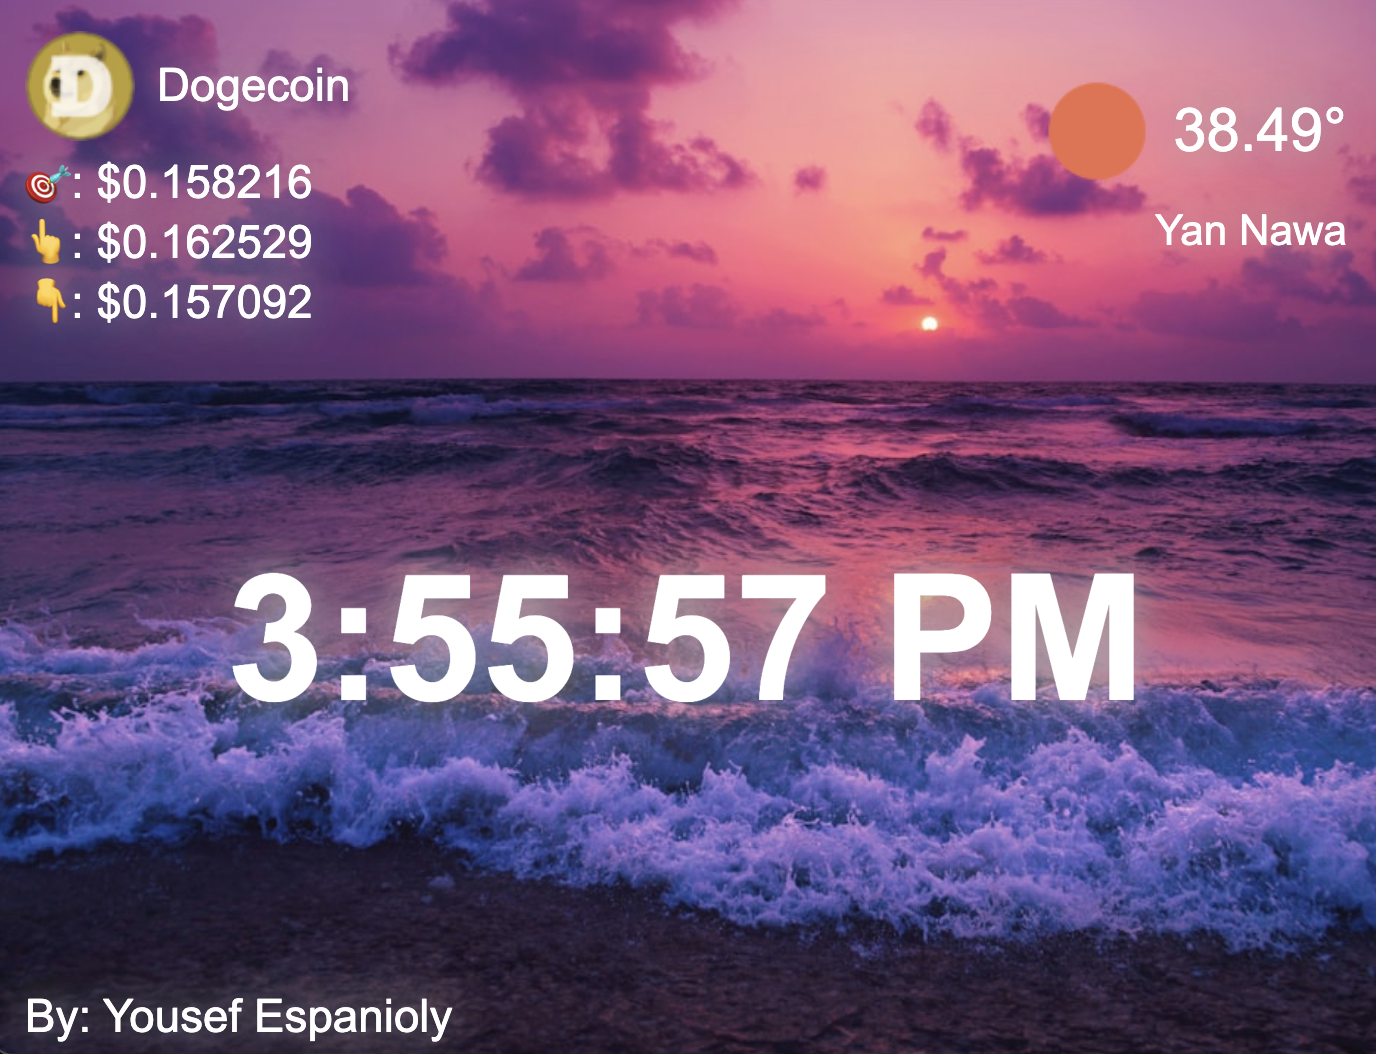 Dogecoin
🎯: $0.158216
👆: $0.162529
👇: $0.157092
38.49°
Yan Nawa
3:55:57 PM
By: Yousef Espanioly